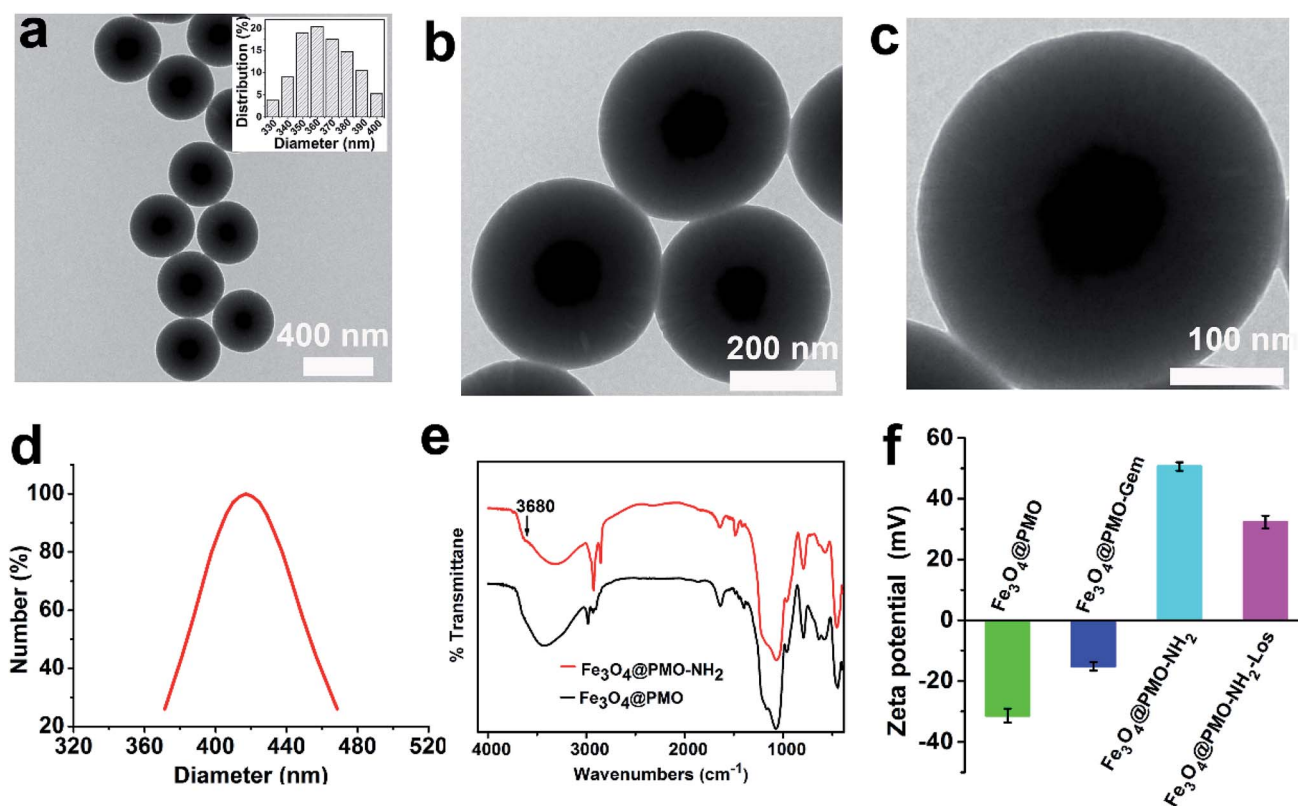 a
Distribution (%)
20
15
10
5
0
330 340 350 360 370 380 390 400
Diameter (nm)
400 nm
b
200 nm
c
100 nm
d
Number (%)
100
80
60
40
20
320 360 400 440 480 520
Diameter (nm)
e
% Transmittane
3680
Fe₃O₄@PMO-NH₂
Fe₃O₄@PMO
4000 3000 2000 1000
Wavenumbers (cm⁻¹)
f
Zeta potential (mV)
60
40
20
0
-20
-40
Fe₃O₄@PMO
Fe₃O₄@PMO-Gem
Fe₃O₄@PMO-NH₂
Fe₃O₄@PMO-NH₂-Los